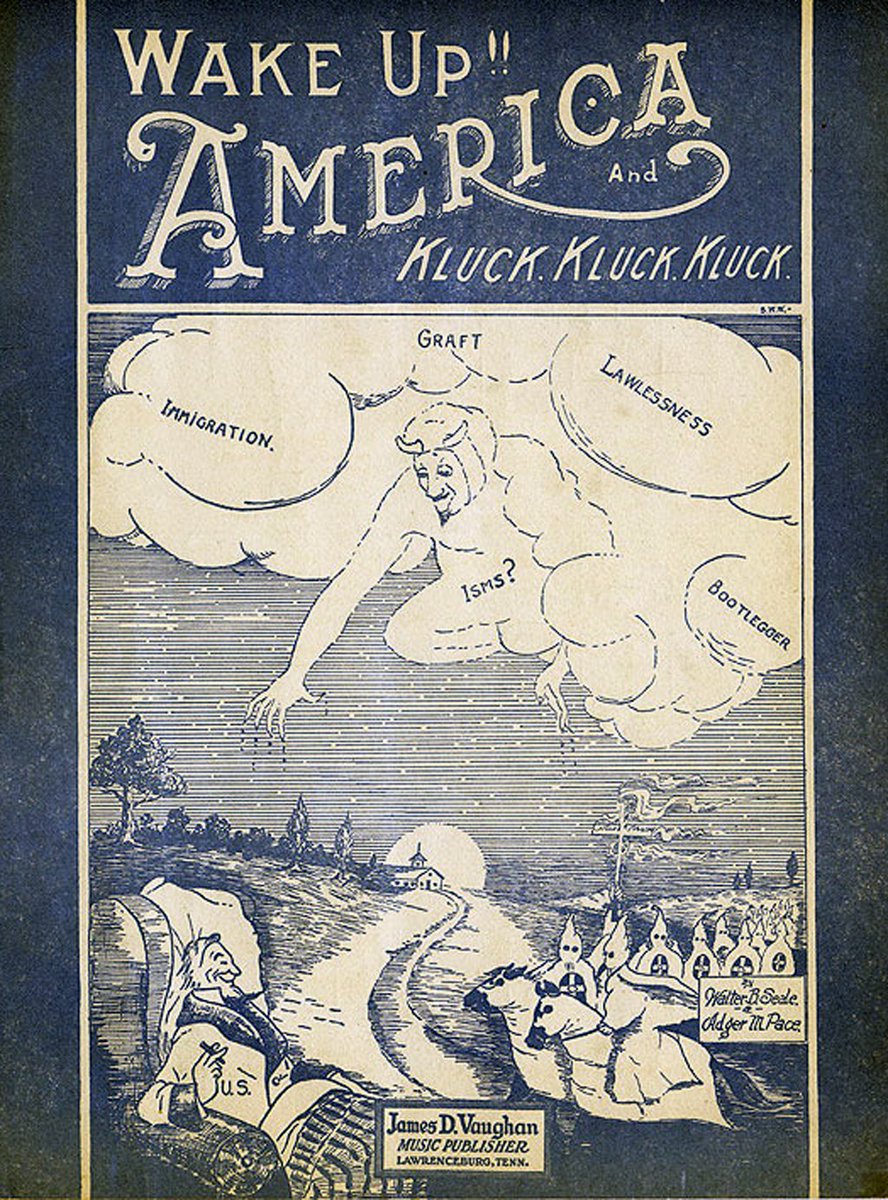 WAKE UP!!
AMERICA
And
KLUCK. KLUCK. KLUCK.
GRAFT
LAWLESSNESS
IMMIGRATION.
ISMS?
BOOTLEGGER
By
Walter B. Seale
&
Adger M. Pace.
U.S.
James D. Vaughan
MUSIC PUBLISHER
LAWRENCEBURG, TENN.